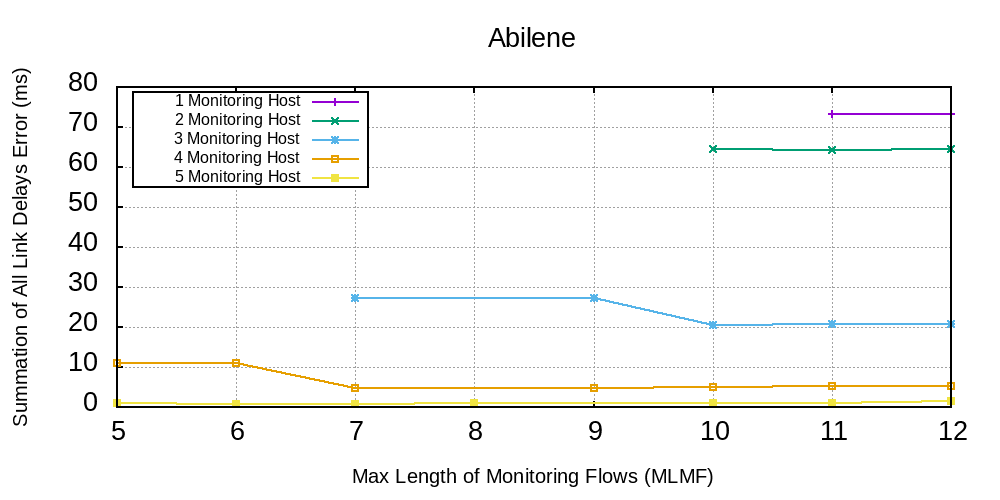 Abilene
Summation of All Link Delays Error (ms)
80
70
60
50
40
30
20
10
0
1 Monitoring Host
2 Monitoring Host
3 Monitoring Host
4 Monitoring Host
5 Monitoring Host
5 6 7 8 9 10 11 12
Max Length of Monitoring Flows (MLMF)